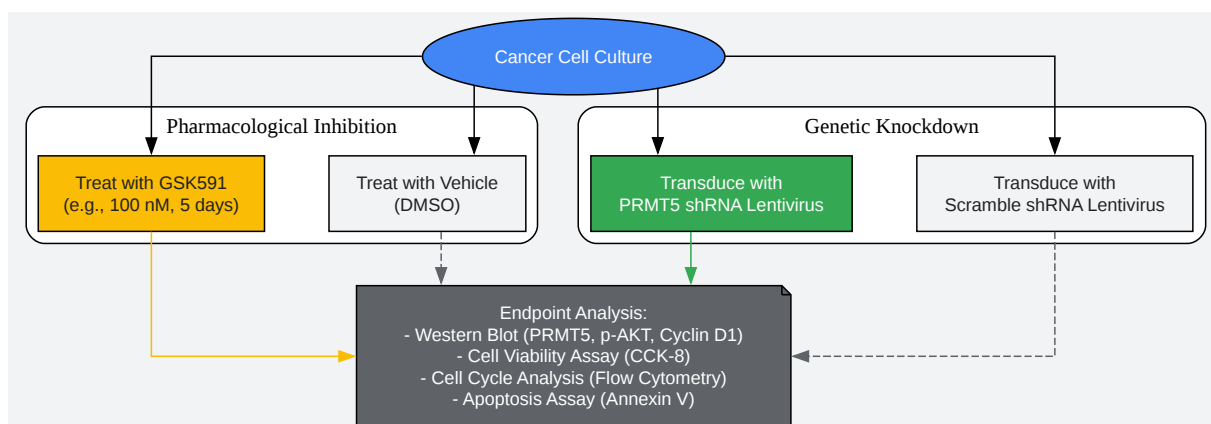 Cancer Cell Culture
Pharmacological Inhibition
Genetic Knockdown
Treat with GSK591
(e.g., 100 nM, 5 days)
Treat with Vehicle
(DMSO)
Transduce with
PRMT5 shRNA Lentivirus
Transduce with
Scramble shRNA Lentivirus
Endpoint Analysis:
- Western Blot (PRMT5, p-AKT, Cyclin D1)
- Cell Viability Assay (CCK-8)
- Cell Cycle Analysis (Flow Cytometry)
- Apoptosis Assay (Annexin V)